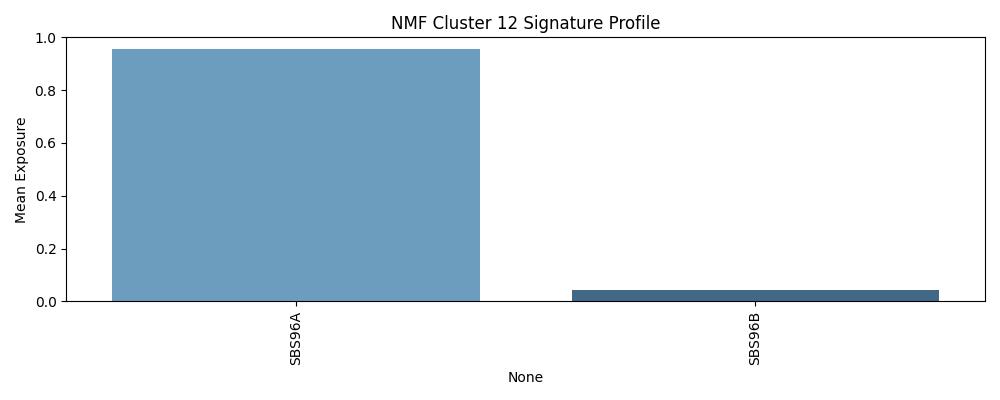 NMF Cluster 12 Signature Profile
Mean Exposure
1.0
0.8
0.6
0.4
0.2
0.0
SBS96A
SBS96B
None